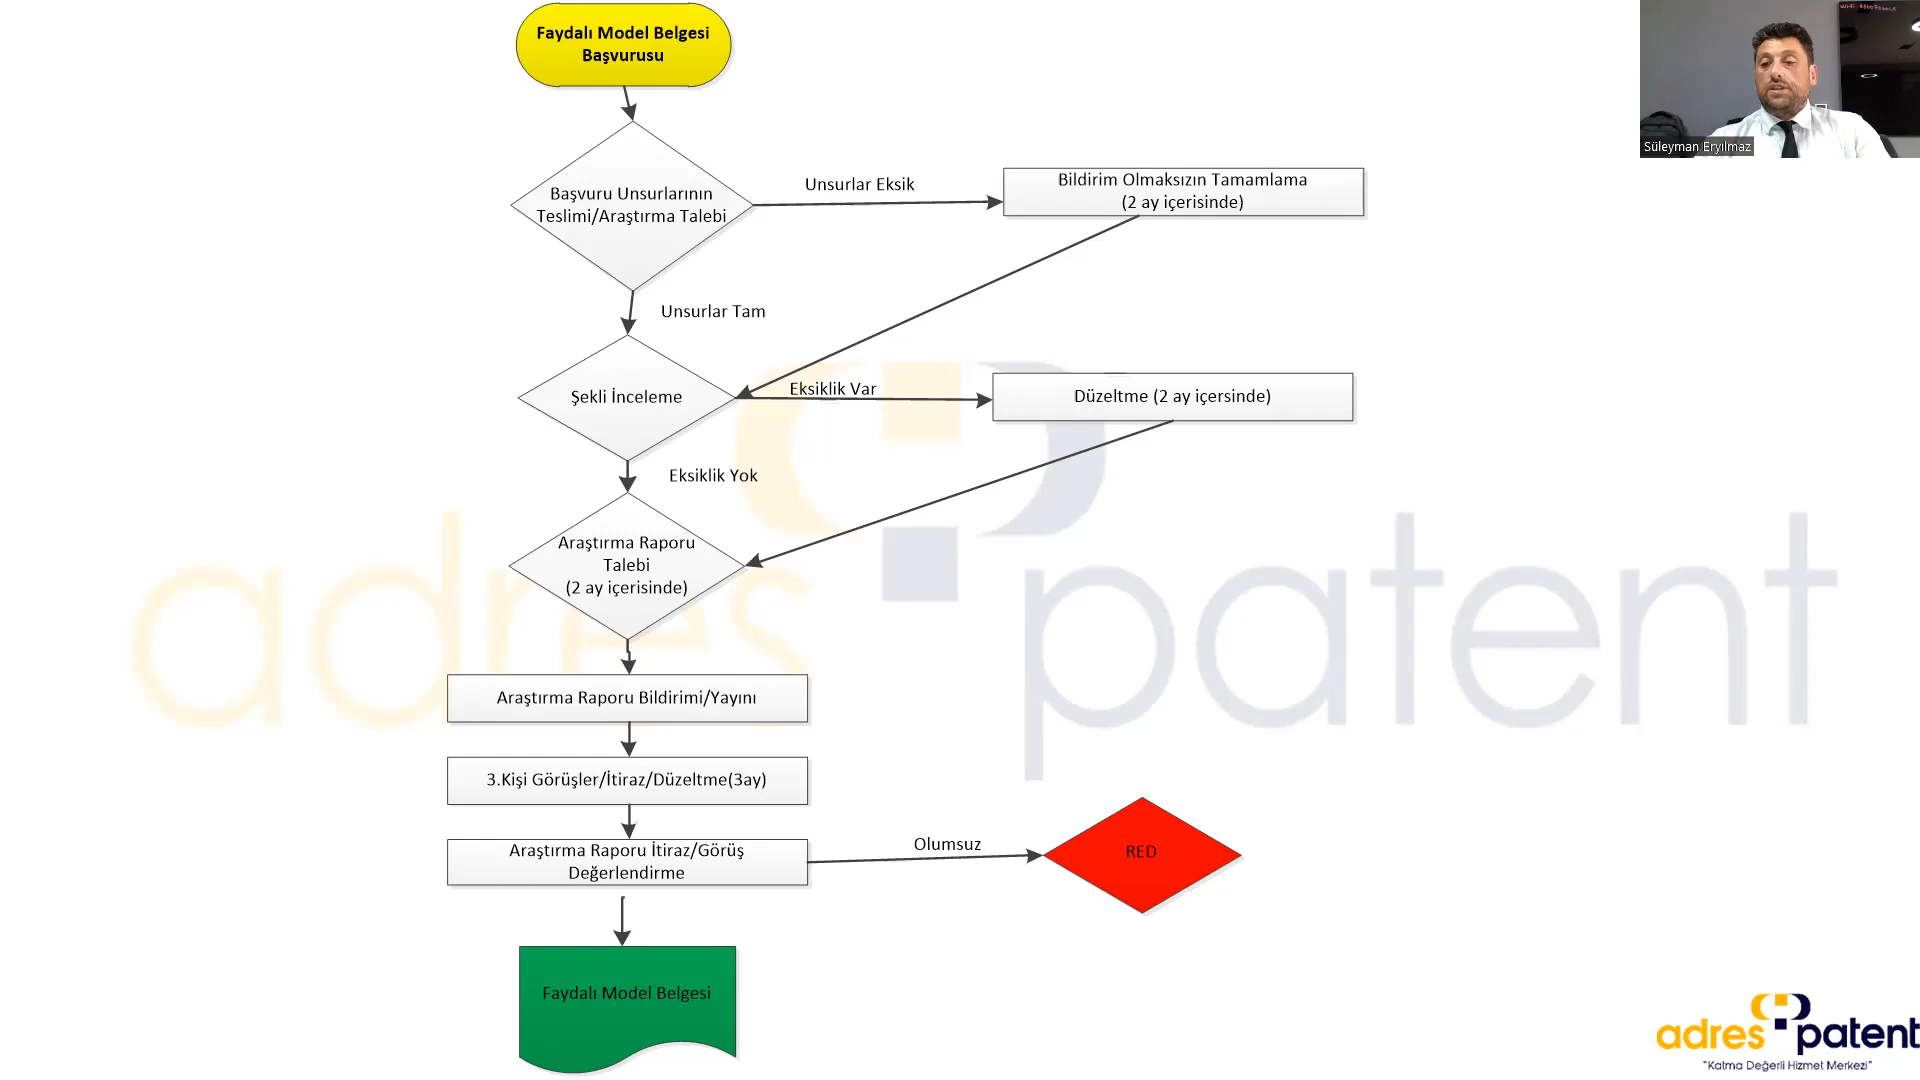 Faydalı Model Belgesi
Başvurusu
Süleyman Eryılmaz
Başvuru Unsurlarının
Teslimi/Araştırma Talebi
Unsurlar Eksik
Bildirim Olmaksızın Tamamlama
(2 ay içerisinde)
Unsurlar Tam
Şekli İnceleme
Eksiklik Var
Düzeltme (2 ay içersinde)
Eksiklik Yok
Araştırma Raporu
Talebi
(2 ay içerisinde)
adres patent
Araştırma Raporu Bildirimi/Yayını
3.Kişi Görüşler/İtiraz/Düzeltme(3ay)
Araştırma Raporu İtiraz/Görüş
Değerlendirme
Olumsuz
RED
Faydalı Model Belgesi
adres patent
"Katma Değerli Hizmet Merkezi"